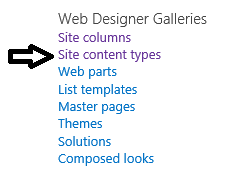 Web Designer Galleries
Site columns
Site content types
Web parts
List templates
Master pages
Themes
Solutions
Composed looks